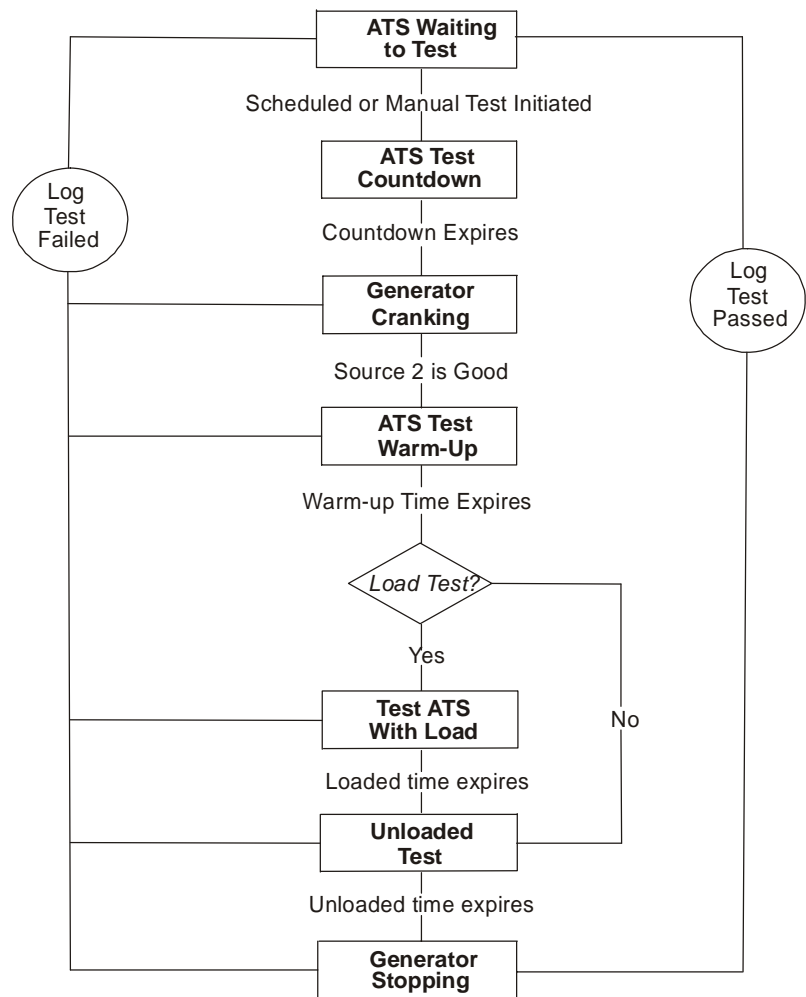 ATS Waiting
to Test
Scheduled or Manual Test Initiated
ATS Test
Countdown
Log
Test
Failed
Countdown Expires
Log
Test
Passed
Generator
Cranking
Source 2 is Good
ATS Test
Warm-Up
Warm-up Time Expires
Load Test?
Yes
Test ATS
With Load
No
Loaded time expires
Unloaded
Test
Unloaded time expires
Generator
Stopping